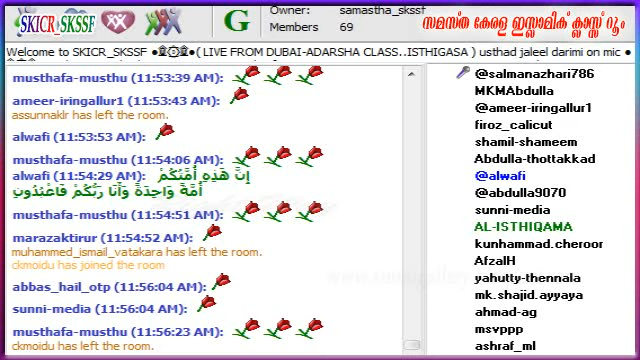 SKICR_SKSSF
G
Owner: samastha_skssf
Members 69
സമസ്ത കേരള ഇസ്ലാമിക് ക്ലാസ്സ് റൂം
Welcome to SKICR_SKSSF ( LIVE FROM DUBAI-ADARSHA CLASS..ISTHIGASA ) usthad jaleel darimi on mic
musthafa-musthu (11:53:39 AM):
ameer-iringallur1 (11:53:43 AM):
assunnaklr has left the room.
alwafi (11:53:53 AM):
musthafa-musthu (11:54:06 AM):
alwafi (11:54:29 AM): إِنَّ هَذِهِ أُمَّتُكُمْ
أُمَّةً وَاحِدَةً وَأَنَا رَبُّكُمْ فَاعْبُدُونِ
musthafa-musthu (11:54:51 AM):
marazaktirur (11:54:52 AM):
muhammed_ismail_vatakara has left the room.
ckmoidu has joined the room
abbas_hail_otp (11:56:04 AM):
sunni-media (11:56:04 AM):
musthafa-musthu (11:56:23 AM):
ckmoidu has left the room.
@salmanazhari786
MKMAbdulla
@ameer-iringallur1
firoz_calicut
shamil-shameem
Abdulla-thottakkad
@alwafi
@abdulla9070
sunni-media
AL-ISTHIQAMA
kunhammad.cheroor
AfzalH
yahutty-thennala
mk.shajid.ayyaya
ahmad-ag
msvppp
ashraf_ml